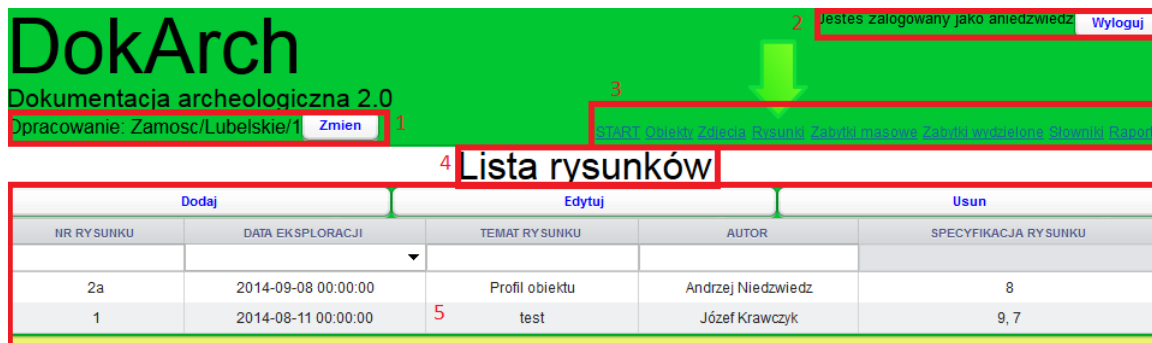 DokArch
2
Jestes zalogowany jako aniedzwiedz Wyloguj
Dokumentacja archeologiczna 2.0
3
Opracowanie: Zamosc/Lubelskie/1 Zmien 1
START Obiekty Zdjecia Rysunki Zabytki masowe Zabytki wydzielone Słowniki Raport
4 Lista rysunków
Dodaj Edytuj Usun
NR RYSUNKU DATA EKSPLORACJI TEMAT RYSUNKU AUTOR SPECYFIKACJA RYSUNKU
2a 2014-09-08 00:00:00 Profil obiektu Andrzej Niedzwiedz 8
1 2014-08-11 00:00:00 5 test Józef Krawczyk 9, 7